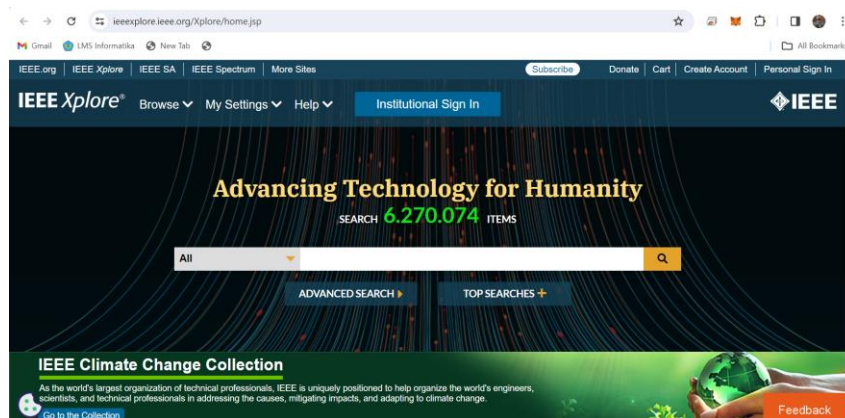 ieeexplore.ieee.org/Xplore/home.jsp
Gmail LMS Informatika New Tab All Bookmark
IEEE.org IEEE Xplore IEEE SA IEEE Spectrum More Sites Subscribe Donate Cart Create Account Personal Sign In
IEEE Xplore® Browse My Settings Help Institutional Sign In IEEE
Advancing Technology for Humanity
SEARCH 6.270.074 ITEMS
All
ADVANCED SEARCH TOP SEARCHES
IEEE Climate Change Collection
As the world's largest organization of technical professionals, IEEE is uniquely positioned to help organize the world's engineers,
scientists, and technical professionals in addressing the causes, mitigating impacts, and adapting to climate change.
Go to the Collection
Feedback